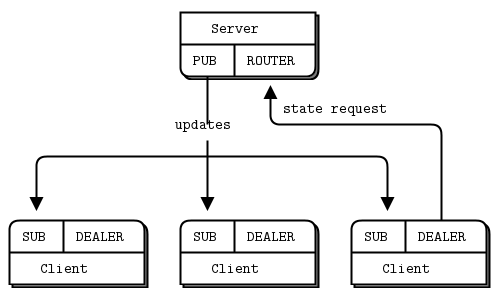 Server
PUB ROUTER
state request
updates
SUB DEALER SUB DEALER SUB DEALER
Client Client Client